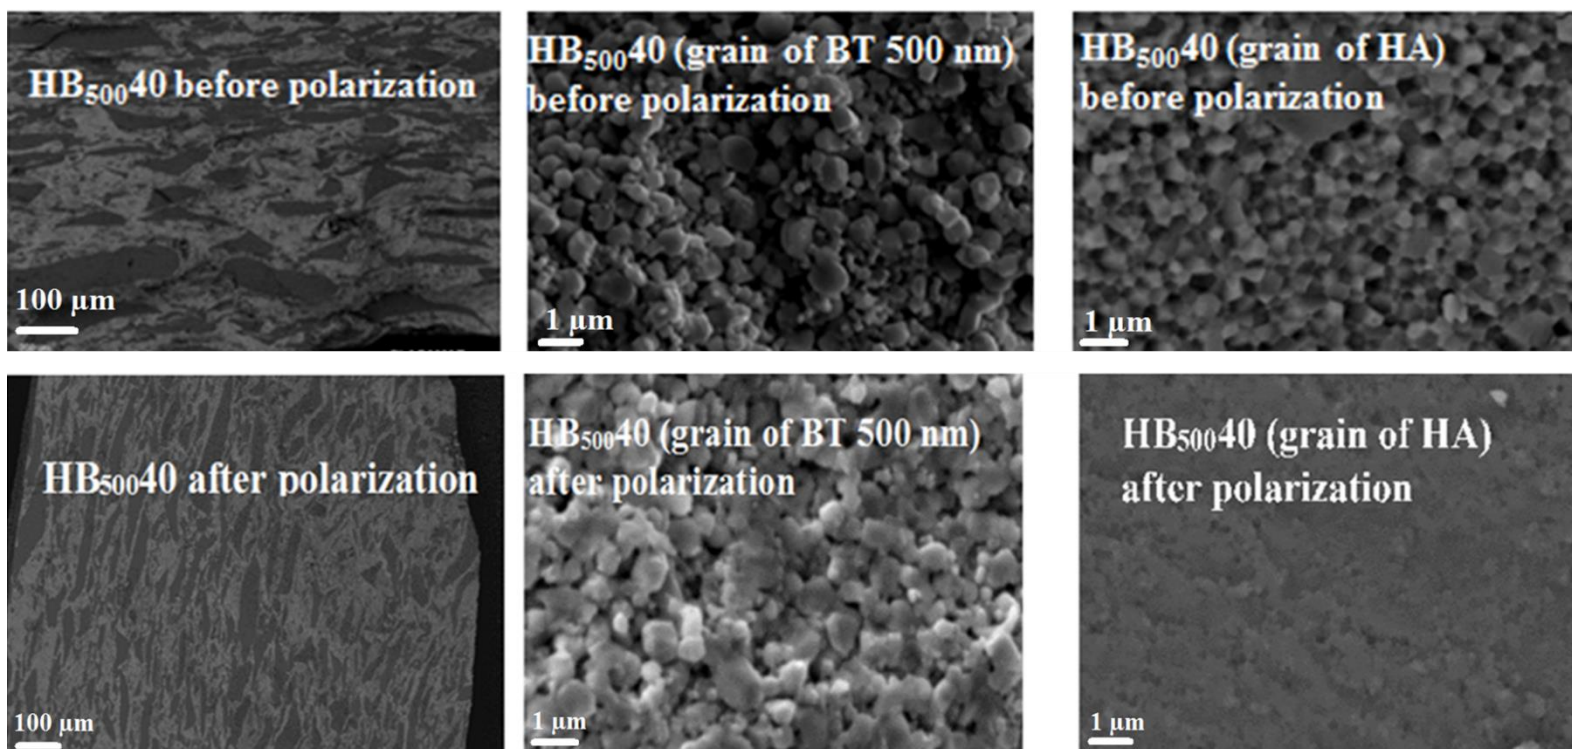 HB₅₀₀40 before polarization
100 µm
HB₅₀₀40 (grain of BT 500 nm)
before polarization
1 µm
HB₅₀₀40 (grain of HA)
before polarization
1 µm
HB₅₀₀40 after polarization
100 µm
HB₅₀₀40 (grain of BT 500 nm)
after polarization
1 µm
HB₅₀₀40 (grain of HA)
after polarization
1 µm